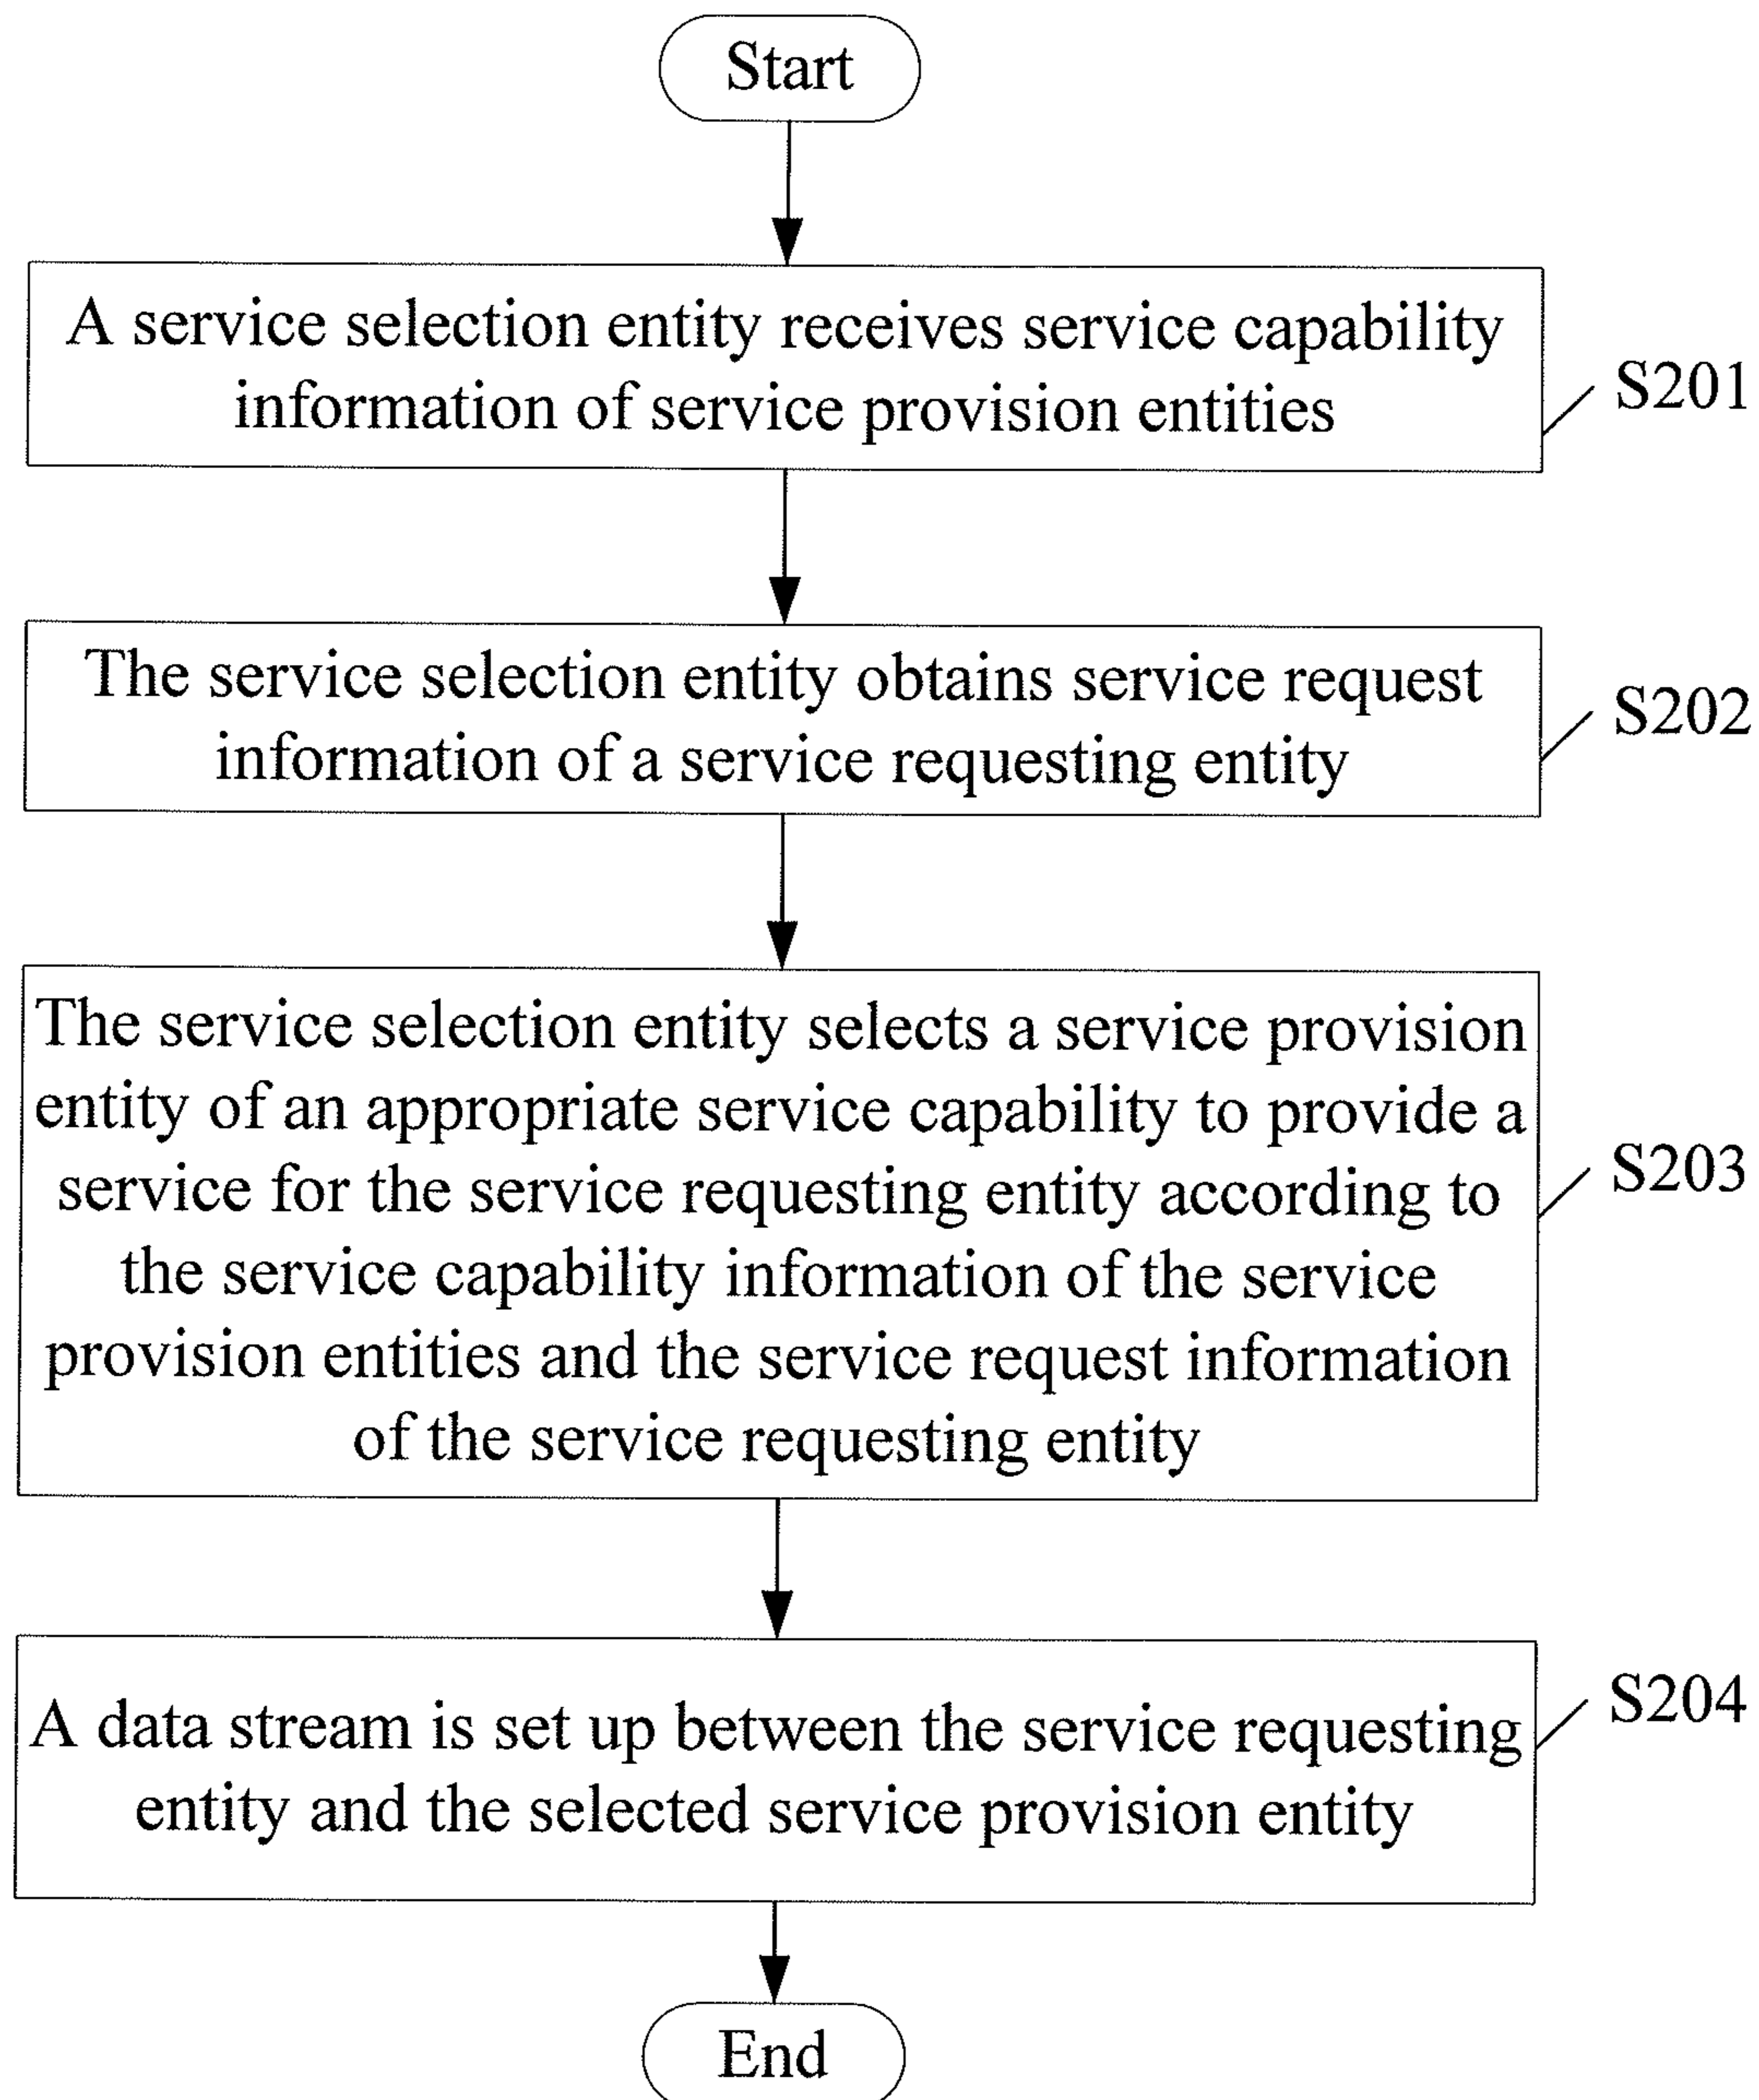 Start
A service selection entity receives service capability
information of service provision entities
S201
The service selection entity obtains service request
information of a service requesting entity
S202
The service selection entity selects a service provision
entity of an appropriate service capability to provide a
service for the service requesting entity according to
the service capability information of the service
provision entities and the service request information
of the service requesting entity
S203
A data stream is set up between the service requesting
entity and the selected service provision entity
S204
End